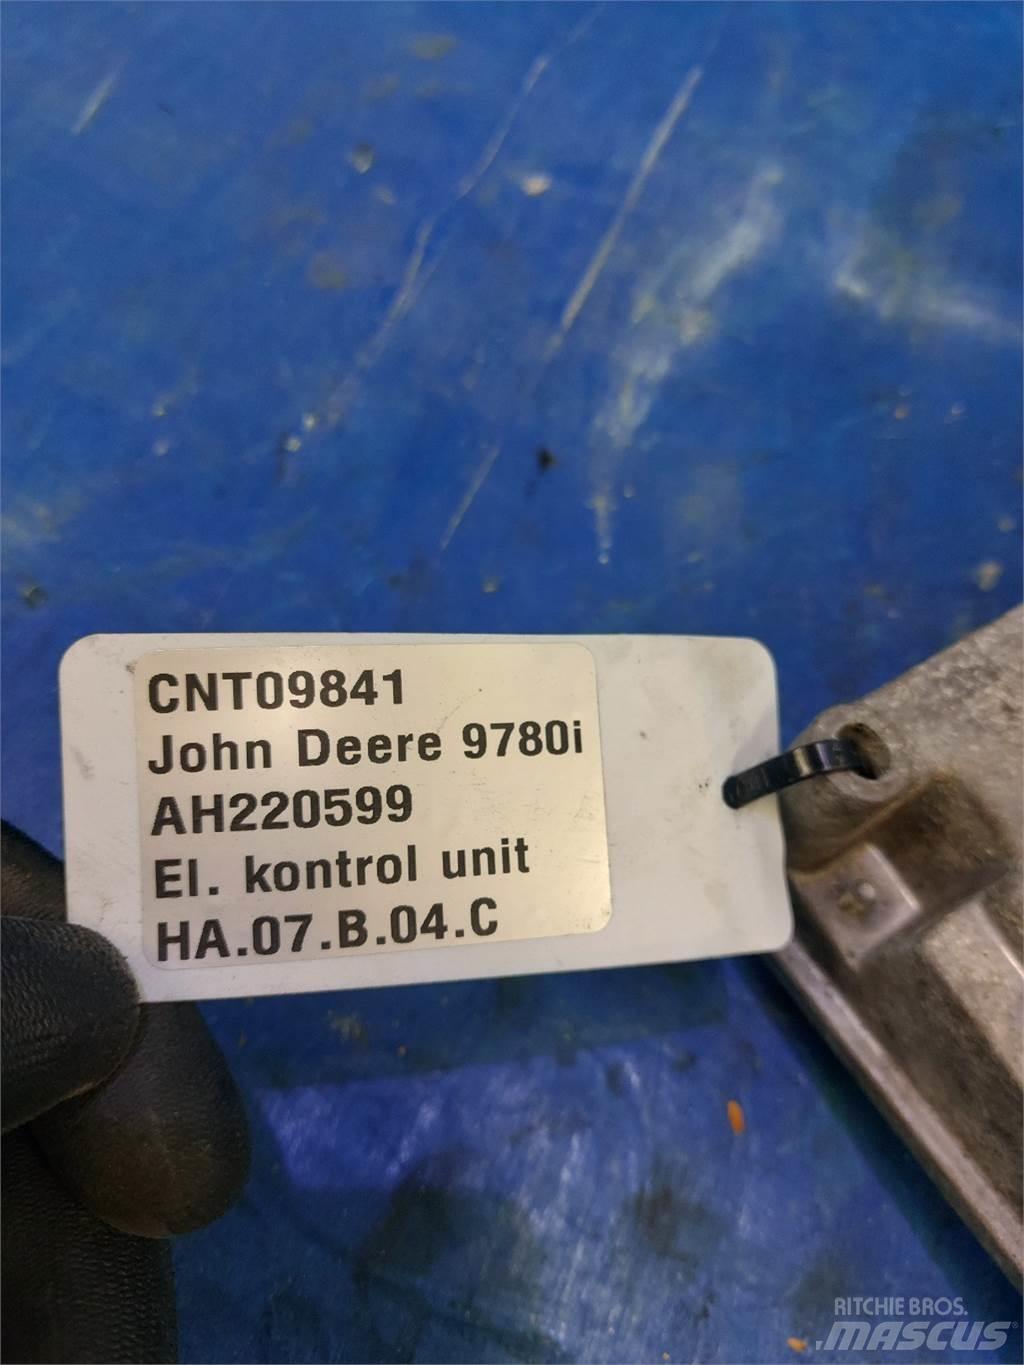 CNT09841
John Deere 9780i
AH220599
El. kontrol unit
HA.07.B.04.C
RITCHIE BROS.
MASCUS